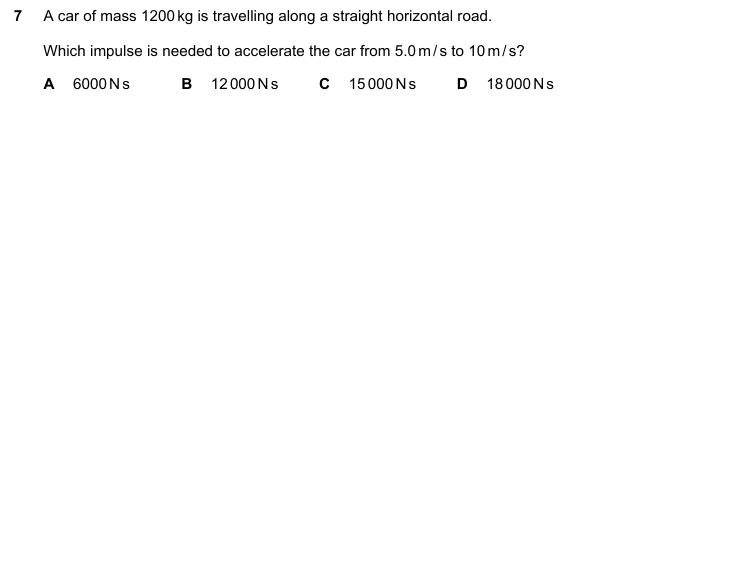 7 A car of mass 1200 kg is travelling along a straight horizontal road.
Which impulse is needed to accelerate the car from 5.0 m / s to 10 m / s?
A 6000 N s B 12 000 N s C 15 000 N s D 18 000 N s